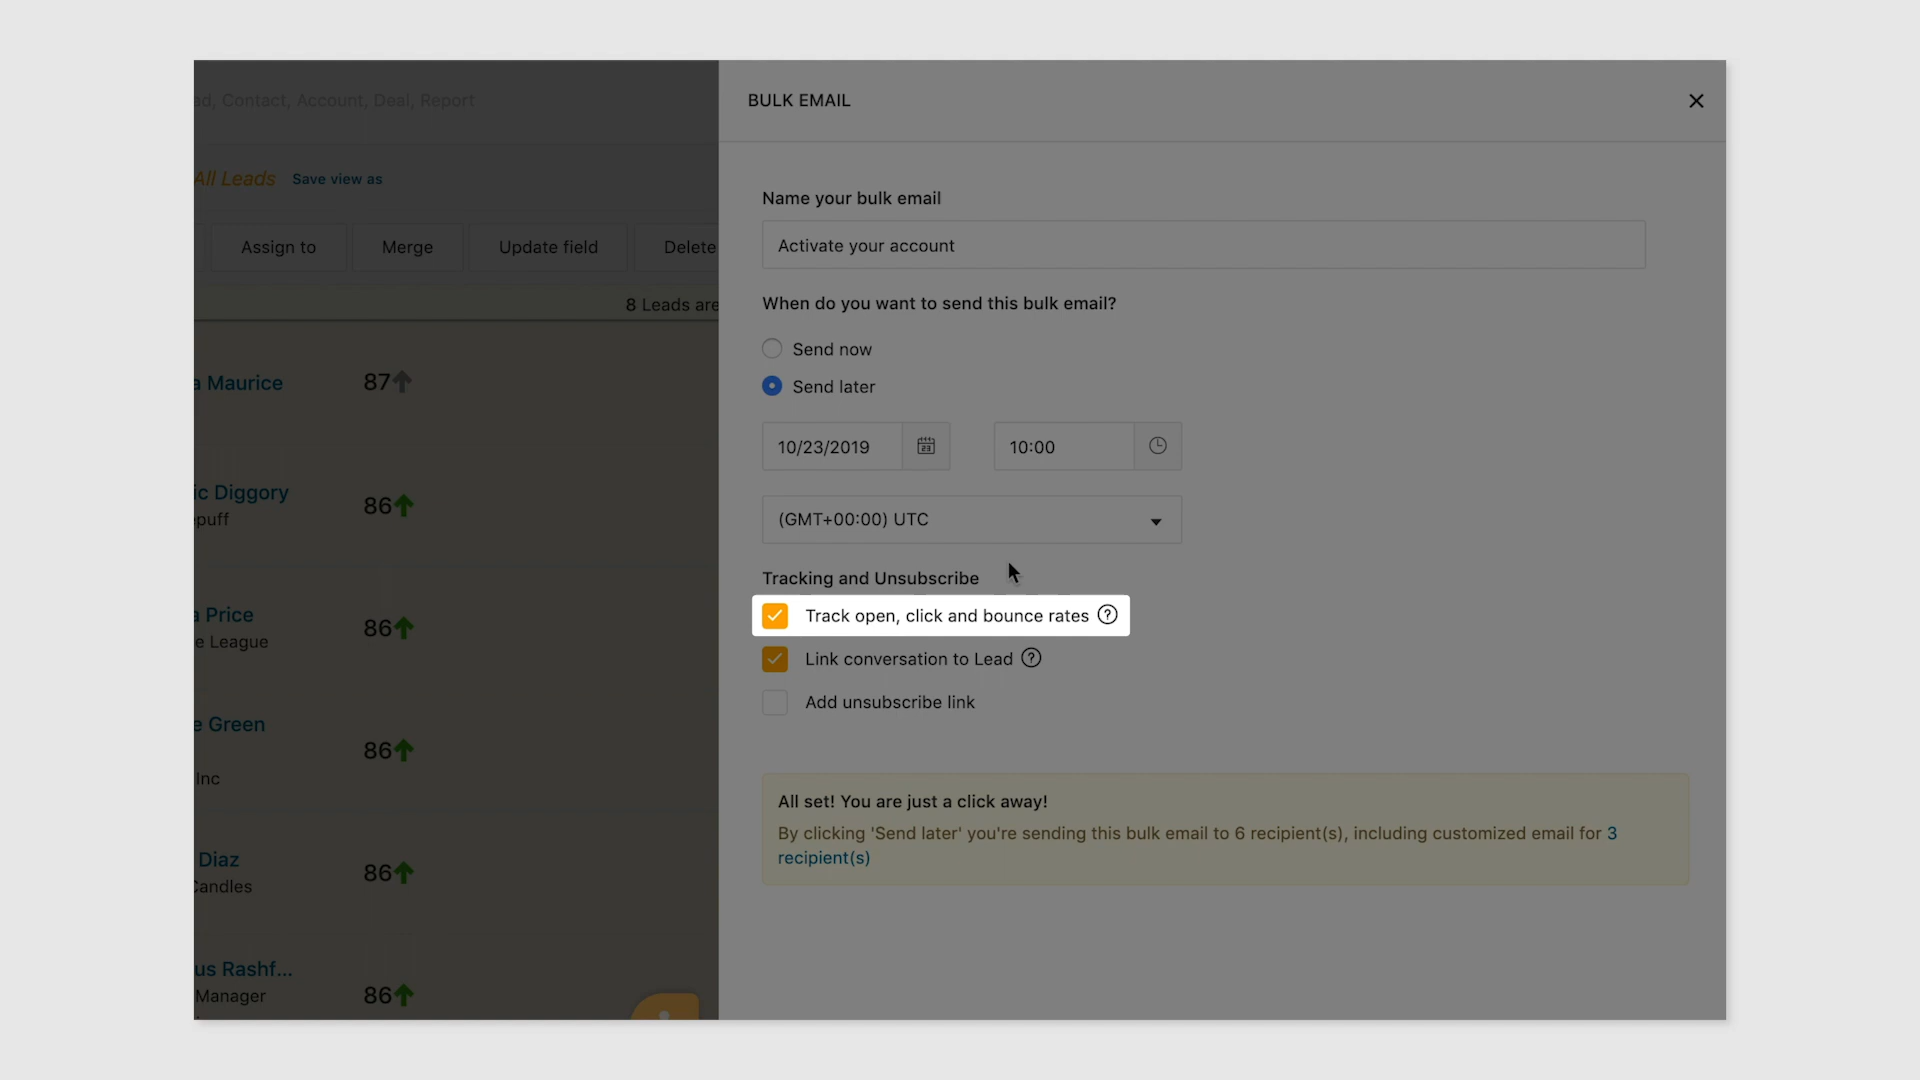 ad, Contact, Account, Deal, Report
All Leads Save view as
Assign to Merge Update field Delete
8 Leads are
a Maurice 87
ic Diggory
puff
86
a Price
e League
86
e Green
Inc
86
Diaz
Candles
86
us Rashf...
Manager
86
BULK EMAIL
Name your bulk email
Activate your account
When do you want to send this bulk email?
Send now
Send later
10/23/2019 10:00
(GMT+00:00) UTC
Tracking and Unsubscribe
Track open, click and bounce rates
Link conversation to Lead
Add unsubscribe link
All set! You are just a click away!
By clicking 'Send later' you're sending this bulk email to 6 recipient(s), including customized email for 3
recipient(s)